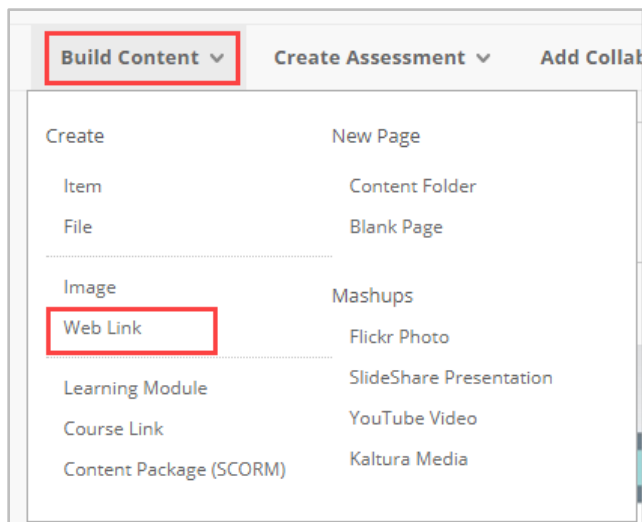 Build Content Create Assessment Add Collab
Create
Item
File
Image
Web Link
Learning Module
Course Link
Content Package (SCORM)
New Page
Content Folder
Blank Page
Mashups
Flickr Photo
SlideShare Presentation
YouTube Video
Kaltura Media